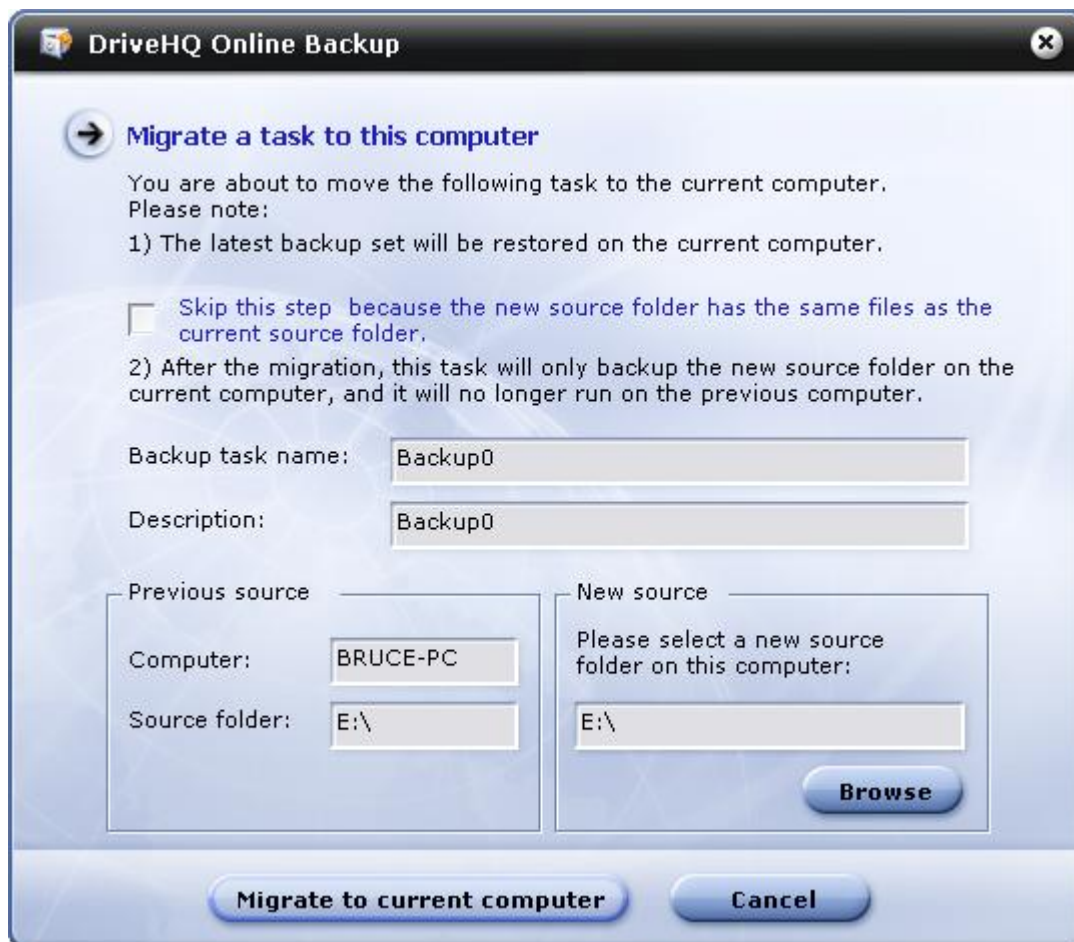 DriveHQ Online Backup
Migrate a task to this computer
You are about to move the following task to the current computer.
Please note:
1) The latest backup set will be restored on the current computer.
Skip this step because the new source folder has the same files as the
current source folder.
2) After the migration, this task will only backup the new source folder on the
current computer, and it will no longer run on the previous computer.
Backup task name: Backup0
Description: Backup0
Previous source
Computer: BRUCE-PC
Source folder: E:\
New source
Please select a new source
folder on this computer:
E:\
Browse
Migrate to current computer
Cancel